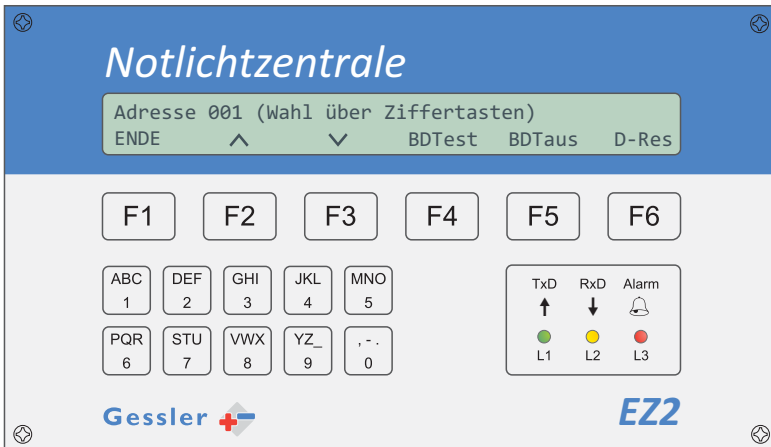 Notlichtzentrale
Adresse 001 (Wahl über Ziffertasten)
ENDE BDTest BDTaus D-Res
F1 F2 F3 F4 F5 F6
ABC DEF GHI JKL MNO
1 2 3 4 5
PQR STU VWX YZ_ , - .
6 7 8 9 0
TxD RxD Alarm
L1 L2 L3
Gessler
EZ2